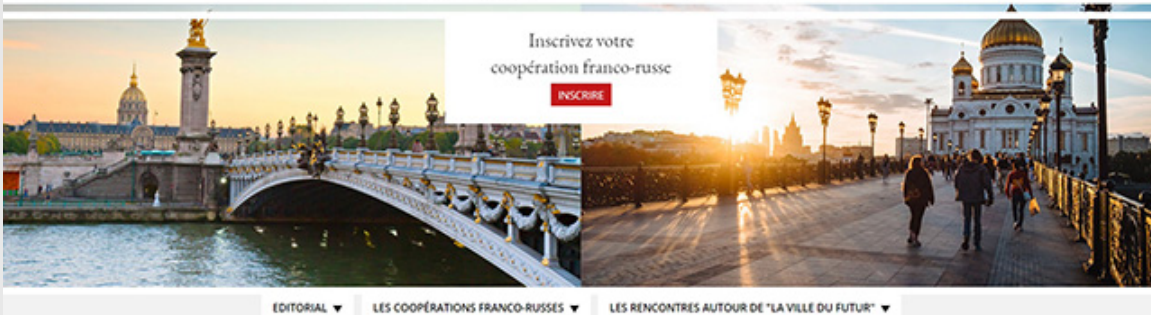 Inscrivez votre
coopération franco-russe
INSCRIRE
EDITORIAL ▼ LES COOPÉRATIONS FRANCO-RUSSES ▼ LES RENCONTRES AUTOUR DE "LA VILLE DU FUTUR" ▼